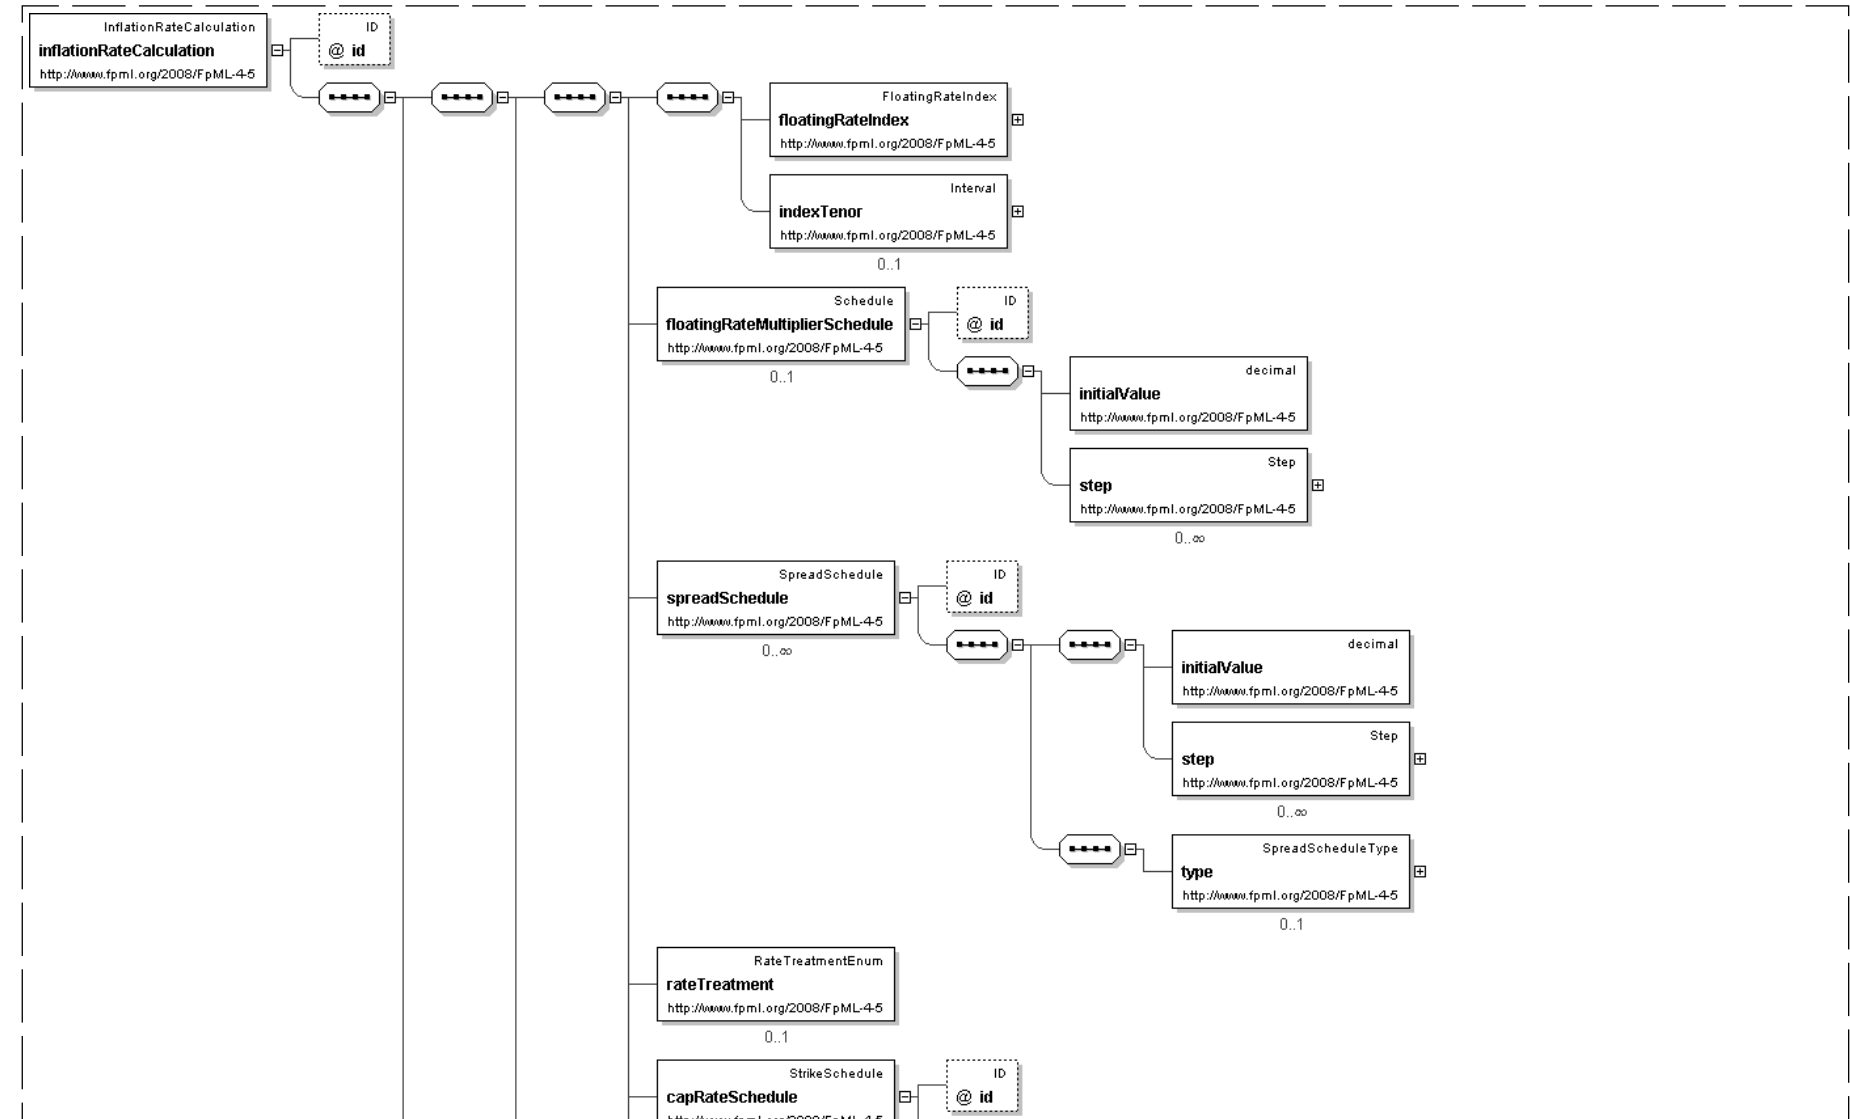 InflationRateCalculation
inflationRateCalculation
http://www.fpml.org/2008/FpML-4-5
ID
@ id
FloatingRateIndex
floatingRateIndex
http://www.fpml.org/2008/FpML-4-5
Interval
indexTenor
http://www.fpml.org/2008/FpML-4-5
0..1
Schedule
floatingRateMultiplierSchedule
http://www.fpml.org/2008/FpML-4-5
0..1
ID
@ id
decimal
initialValue
http://www.fpml.org/2008/FpML-4-5
Step
step
http://www.fpml.org/2008/FpML-4-5
0..∞
SpreadSchedule
spreadSchedule
http://www.fpml.org/2008/FpML-4-5
0..∞
ID
@ id
decimal
initialValue
http://www.fpml.org/2008/FpML-4-5
Step
step
http://www.fpml.org/2008/FpML-4-5
0..∞
SpreadScheduleType
type
http://www.fpml.org/2008/FpML-4-5
0..1
RateTreatmentEnum
rateTreatment
http://www.fpml.org/2008/FpML-4-5
0..1
StrikeSchedule
capRateSchedule
ID
@ id